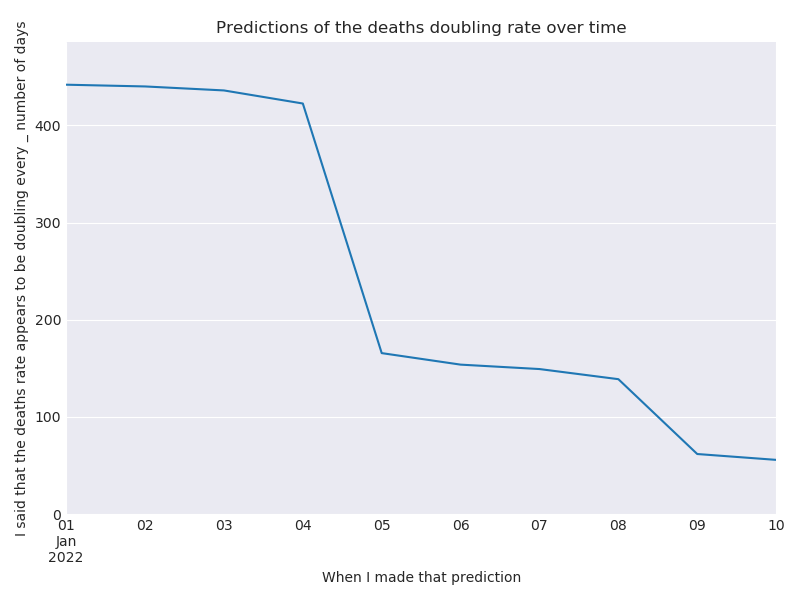 Predictions of the deaths doubling rate over time
I said that the deaths rate appears to be doubling every _ number of days
400
300
200
100
0
01 02 03 04 05 06 07 08 09 10
Jan
2022
When I made that prediction